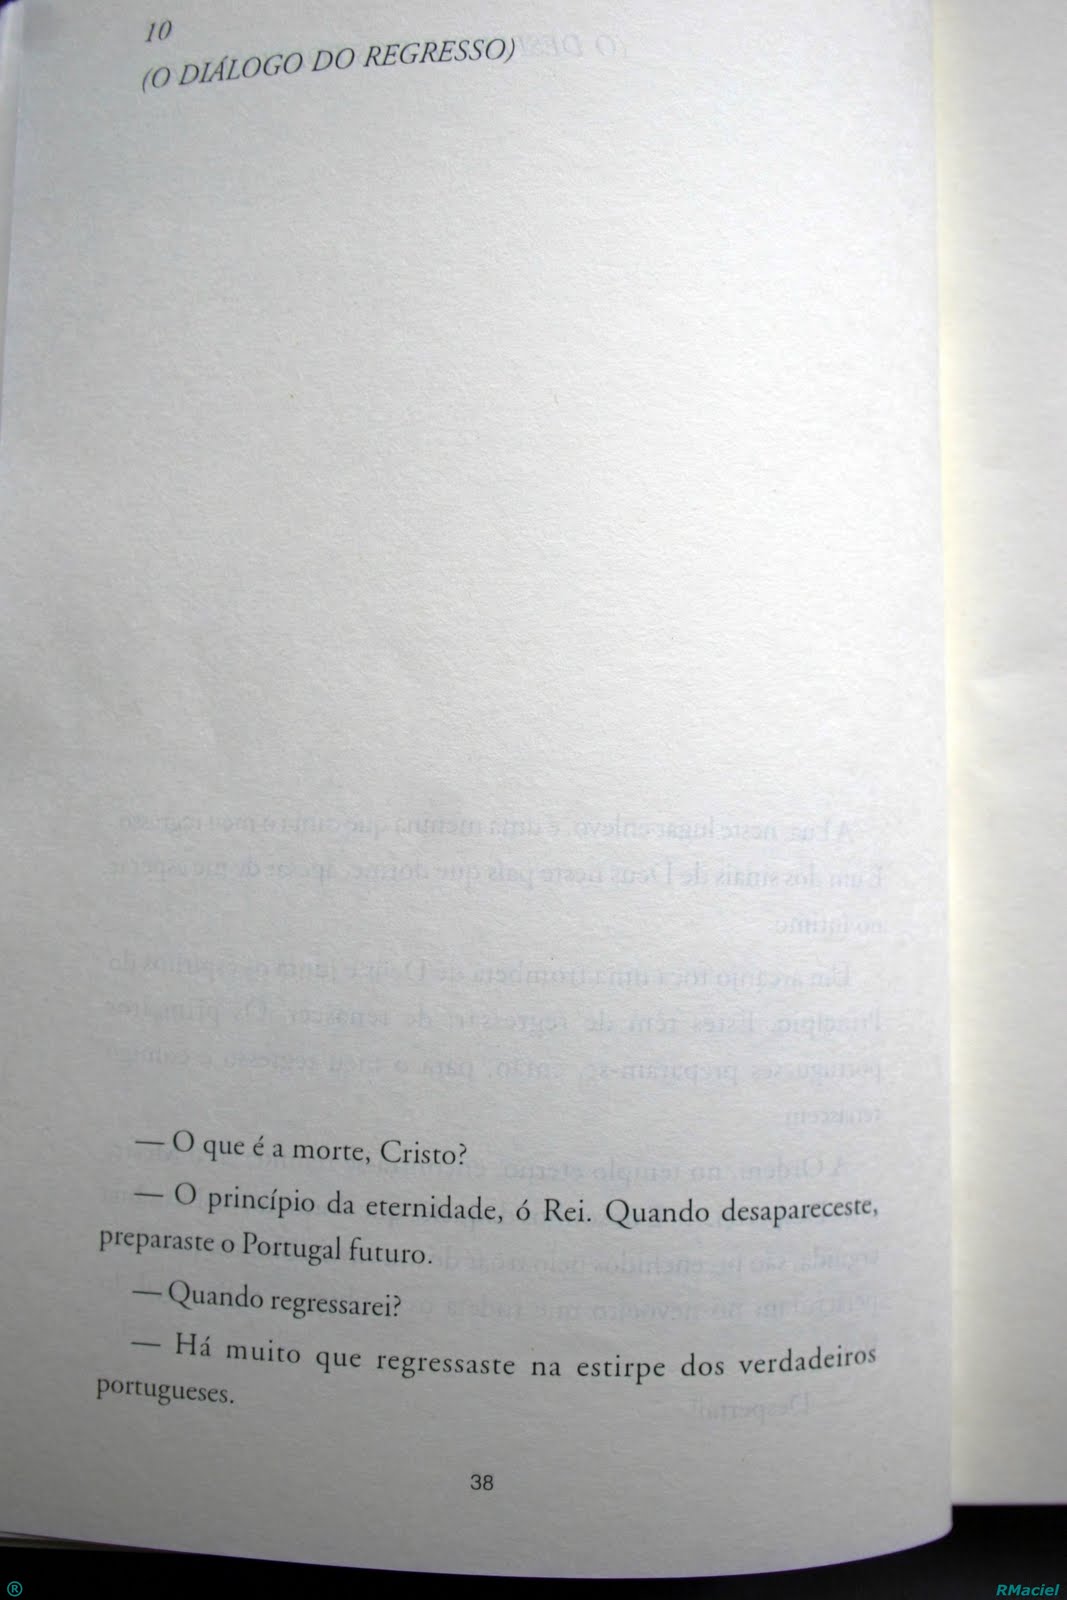 10
(O DIÁLOGO DO REGRESSO)
— O que é a morte, Cristo?
— O princípio da eternidade, ó Rei. Quando desapareceste,
preparaste o Portugal futuro.
— Quando regressarei?
— Há muito que regressaste na estirpe dos verdadeiros
portugueses.
38
® RMaciel